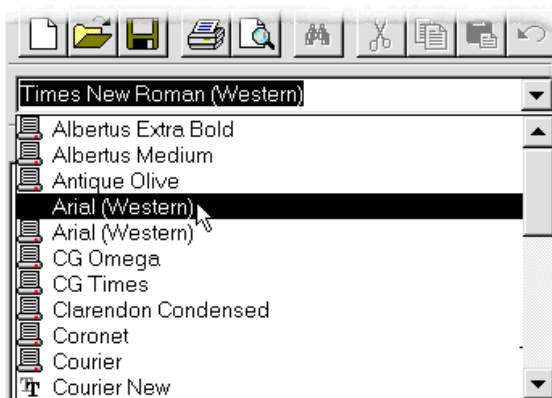 Times New Roman (Western)
Albertus Extra Bold
Albertus Medium
Antique Olive
Arial (Western)
Arial (Western)
CG Omega
CG Times
Clarendon Condensed
Coronet
Courier
Courier New